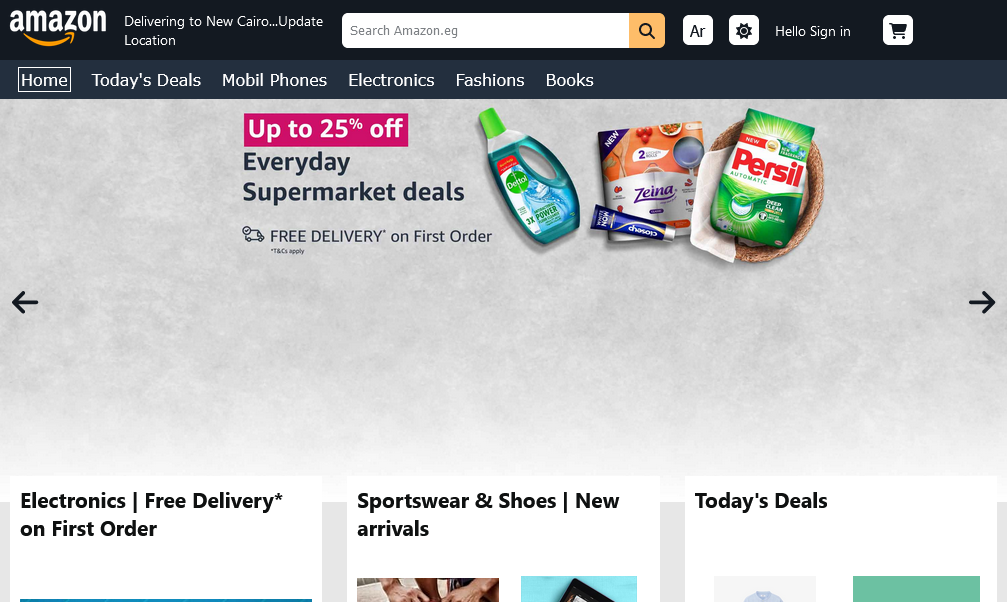 amazon
Delivering to New Cairo...Update
Location
Search Amazon.eg
Ar
Hello Sign in
Home
Today's Deals
Mobil Phones
Electronics
Fashions
Books
Up to 25% off
Everyday
Supermarket deals
FREE DELIVERY* on First Order
*T&Cs apply
Dettol
3X POWER
NEW
2
Zeina
closeup
NEW
Persil
AUTOMATIC
DEEP
CLEAN
Electronics | Free Delivery*
on First Order
Sportswear & Shoes | New
arrivals
Today's Deals